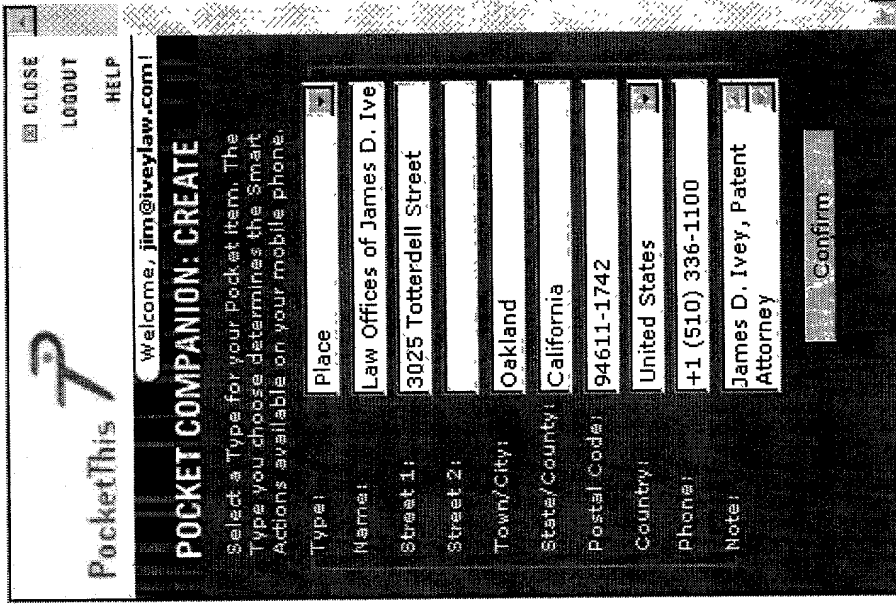 PocketThis
CLOSE
LOGOUT
HELP
Welcome, jim@iveylaw.com!
POCKET COMPANION: CREATE
Select a Type for your Pocket item. The
Type you choose determines the Smart
Actions available on your mobile phone.
Type: Place
Name: Law Offices of James D. Ive
Street 1: 3025 Totterdell Street
Street 2:
Town/City: Oakland
State/County: California
Postal Code: 94611-1742
Country: United States
Phone: +1 (510) 336-1100
Note: James D. Ivey, Patent
Attorney
Confirm